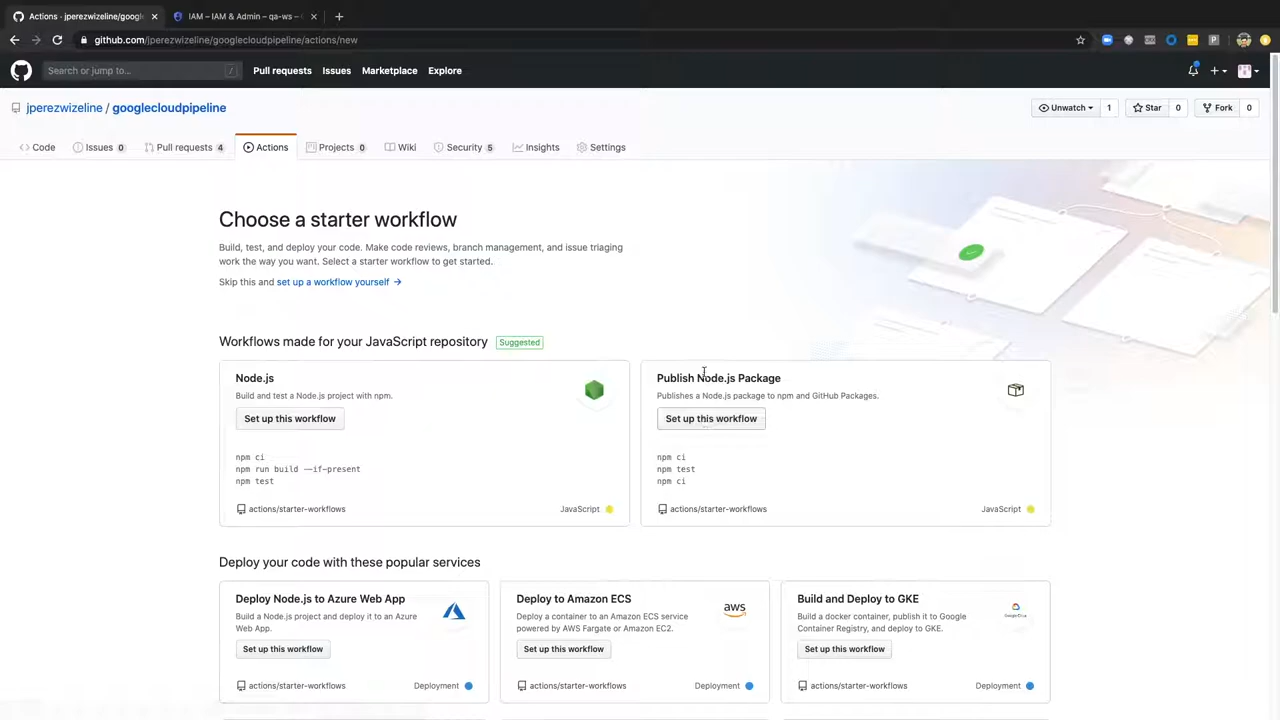 Actions - jperezwizeline/googl
IAM – IAM & Admin – qa-ws –
github.com/jperezwizeline/googlecloudpipeline/actions/new
Search or jump to...
/
Pull requests
Issues
Marketplace
Explore
jperezwizeline / googlecloudpipeline
Unwatch 1
Star 0
Fork 0
Code
Issues 0
Pull requests 4
Actions
Projects 0
Wiki
Security 5
Insights
Settings
Choose a starter workflow
Build, test, and deploy your code. Make code reviews, branch management, and issue triaging
work the way you want. Select a starter workflow to get started.
Skip this and set up a workflow yourself →
Workflows made for your JavaScript repository Suggested
Node.js
Build and test a Node.js project with npm.
Set up this workflow
npm ci
npm run build --if-present
npm test
actions/starter-workflows
JavaScript
Publish Node.js Package
Publishes a Node.js package to npm and GitHub Packages.
Set up this workflow
npm ci
npm test
npm ci
actions/starter-workflows
JavaScript
Deploy your code with these popular services
Deploy Node.js to Azure Web App
Build a Node.js project and deploy it to an Azure
Web App.
Set up this workflow
actions/starter-workflows
Deployment
Deploy to Amazon ECS
aws
Deploy a container to an Amazon ECS service
powered by AWS Fargate or Amazon EC2.
Set up this workflow
actions/starter-workflows
Deployment
Build and Deploy to GKE
Build a docker container, publish it to Google
Container Registry, and deploy to GKE.
Set up this workflow
actions/starter-workflows
Deployment